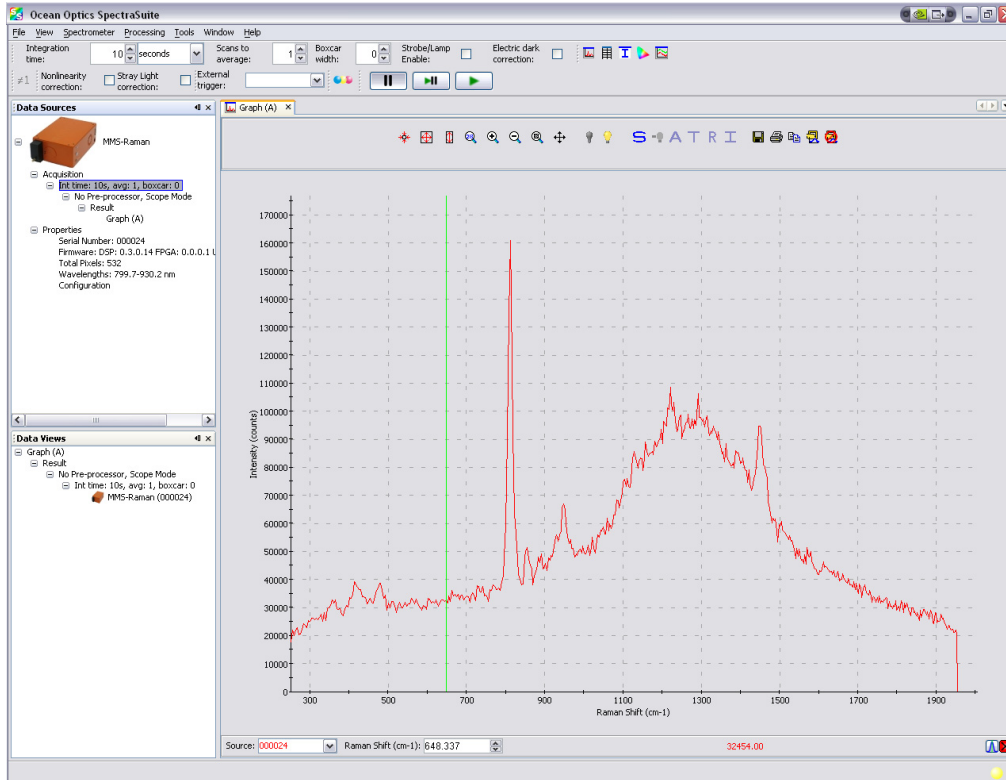 Ocean Optics SpectraSuite
File View Spectrometer Processing Tools Window Help
Integration time: 10 seconds Scans to average: 1 Boxcar width: 0 Strobe/Lamp Enable: Electric dark correction:
≠1 Nonlinearity correction: Stray Light correction: External trigger:
Data Sources
MMS-Raman
Acquisition
Int time: 10s, avg: 1, boxcar: 0
No Pre-processor, Scope Mode
Result
Graph (A)
Properties
Serial Number: 000024
Firmware: DSP: 0.3.0.14 FPGA: 0.0.0.1
Total Pixels: 532
Wavelengths: 799.7-930.2 nm
Configuration
Data Views
Graph (A)
Result
No Pre-processor, Scope Mode
Int time: 10s, avg: 1, boxcar: 0
MMS-Raman (000024)
Graph (A)
S A T R I
170000
160000
150000
140000
130000
120000
110000
100000
90000
80000
70000
60000
50000
40000
30000
20000
10000
0
Intensity (counts)
300 500 700 900 1100 1300 1500 1700 1900
Raman Shift (cm-1)
Source: 000024 Raman Shift (cm-1): 648.337 32454.00